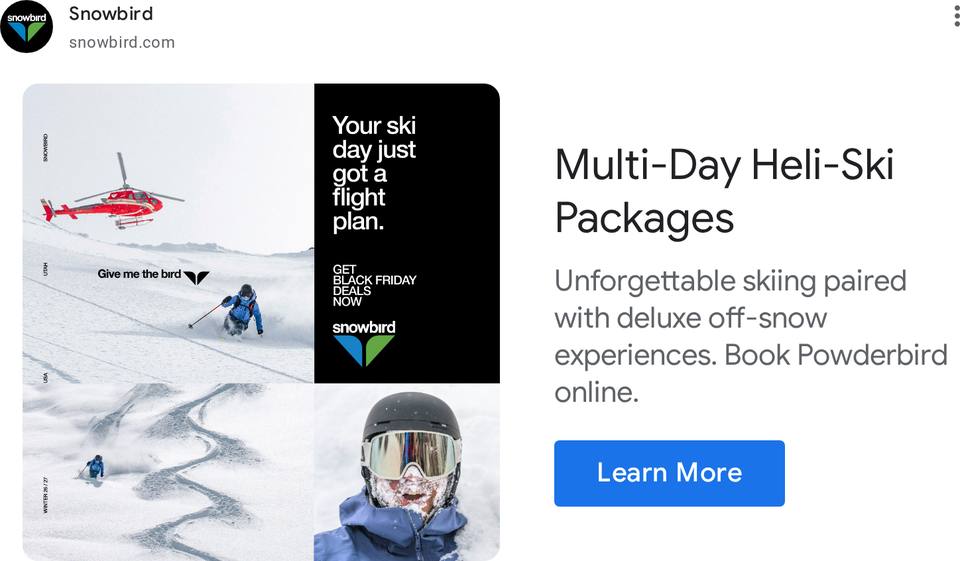 snowbird
Snowbird
snowbird.com
SNOWBIRD
Your ski
day just
got a
flight
plan.
UTAH
Give me the bird
GET
BLACK FRIDAY
DEALS
NOW
snowbird
USA
WINTER 26 / 27
Multi-Day Heli-Ski
Packages
Unforgettable skiing paired
with deluxe off-snow
experiences. Book Powderbird
online.
Learn More